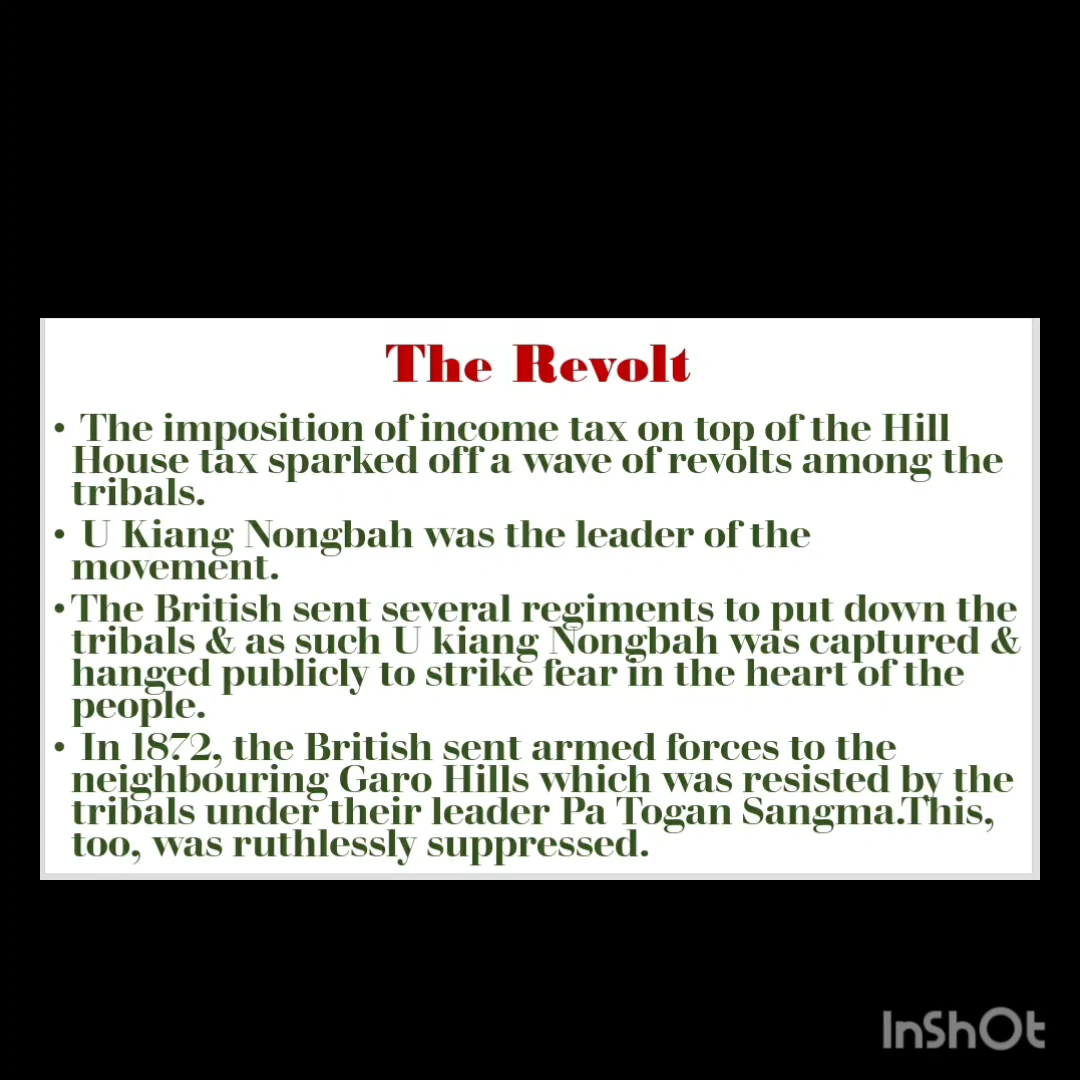 The Revolt
• The imposition of income tax on top of the Hill
House tax sparked off a wave of revolts among the
tribals.
• U Kiang Nongbah was the leader of the
movement.
•The British sent several regiments to put down the
tribals & as such U kiang Nongbah was captured &
hanged publicly to strike fear in the heart of the
people.
• In 1872, the British sent armed forces to the
neighbouring Garo Hills which was resisted by the
tribals under their leader Pa Togan Sangma.This,
too, was ruthlessly suppressed.
InShOt